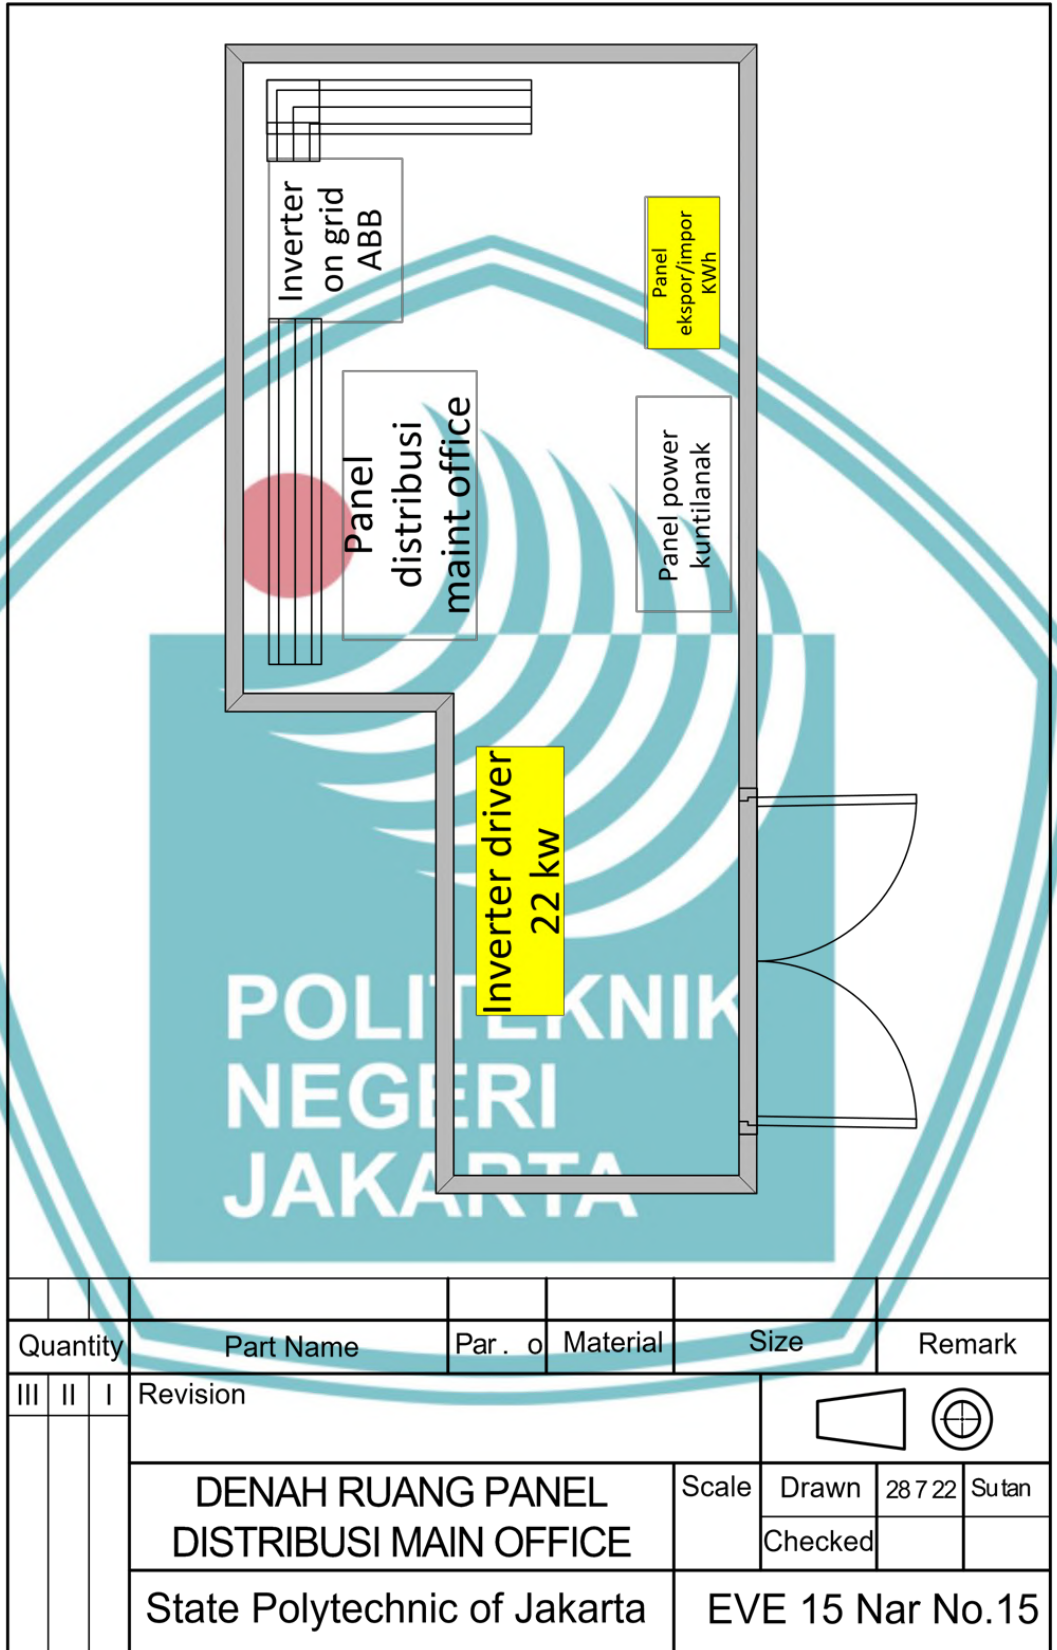 Inverter
on grid
ABB
Panel
ekspor/impor
KWh
Panel
distribusi
maint office
Panel power
kuntilanak
Inverter driver
22 kw
POLITEKNIK
NEGERI
JAKARTA
Quantity
Part Name
Par. o
Material
Size
Remark
III II I
Revision
DENAH RUANG PANEL
DISTRIBUSI MAIN OFFICE
Scale
Drawn
28 7 22
Sutan
Checked
State Polytechnic of Jakarta
EVE 15 Nar No.15